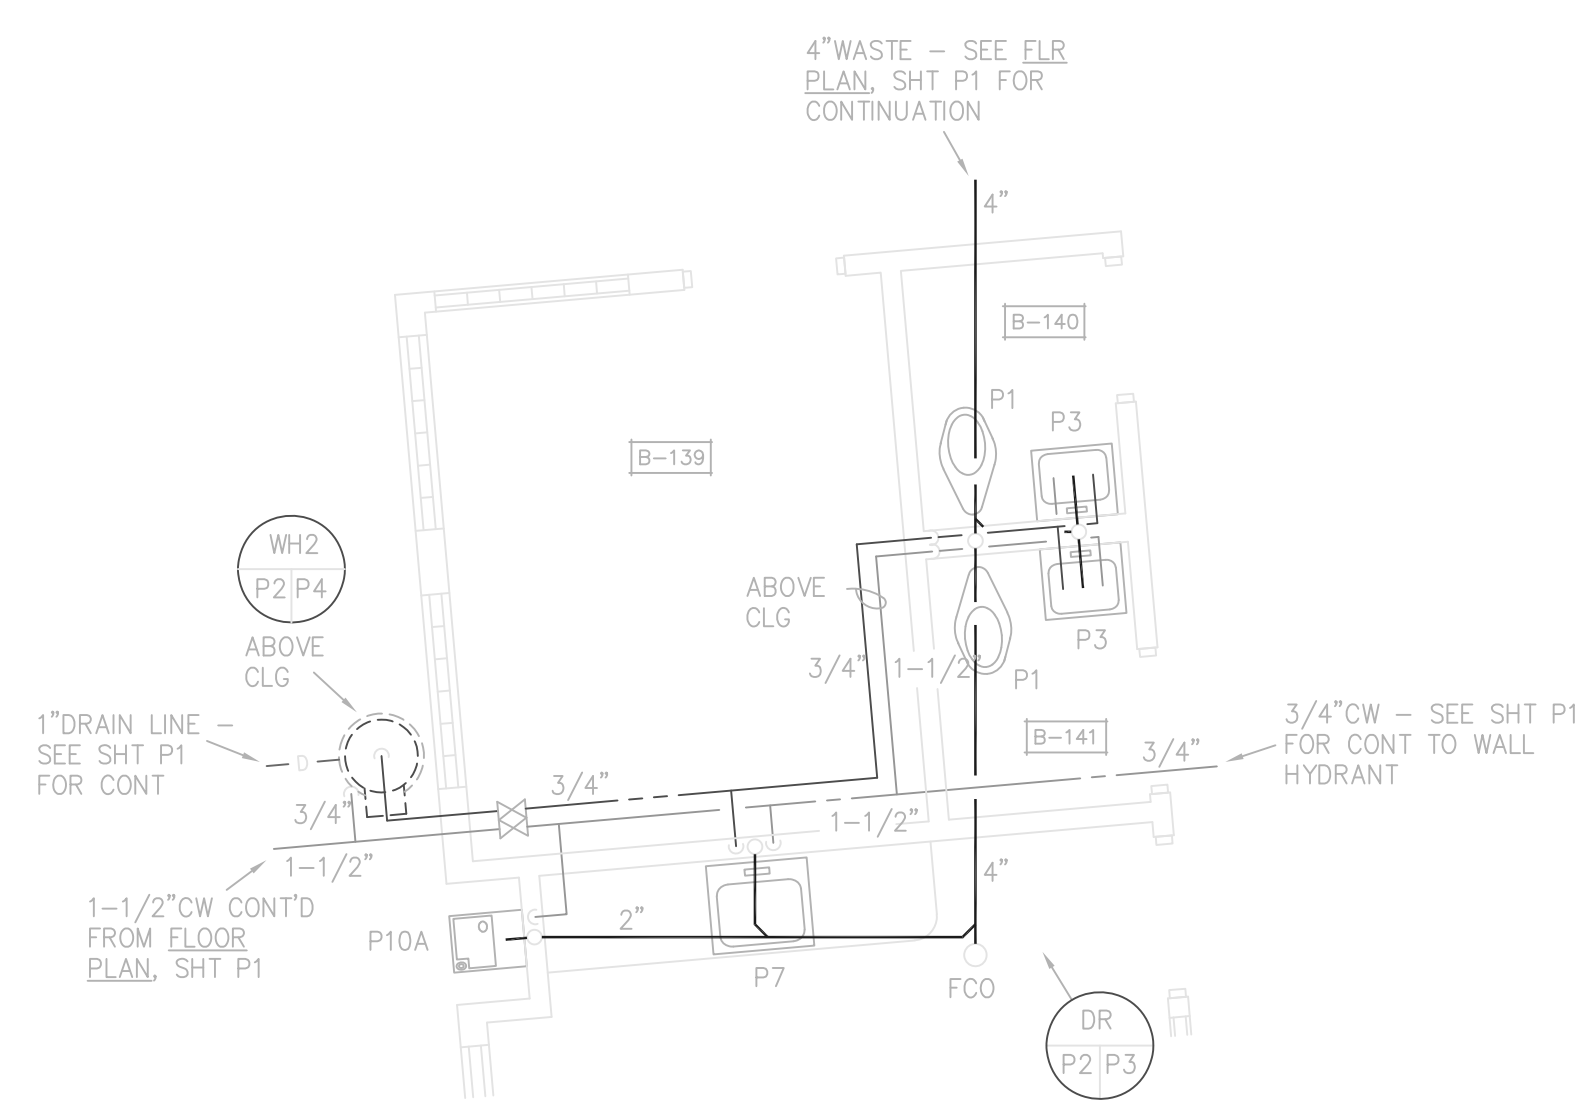 4"WASTE – SEE FLR
PLAN, SHT P1 FOR
CONTINUATION
4"
B–140
P1
P3
B–139
WH2
P2 P4
ABOVE
CLG
ABOVE
CLG
P3
3/4"
1–1/2"
P1
1"DRAIN LINE –
SEE SHT P1
FOR CONT
D
3/4"CW – SEE SHT P1
FOR CONT TO WALL
HYDRANT
B–141
3/4"
3/4"
3/4"
1–1/2"
1–1/2"
4"
1–1/2"CW CONT'D
FROM FLOOR
PLAN, SHT P1
2"
P10A
P7
FCO
DR
P2 P3